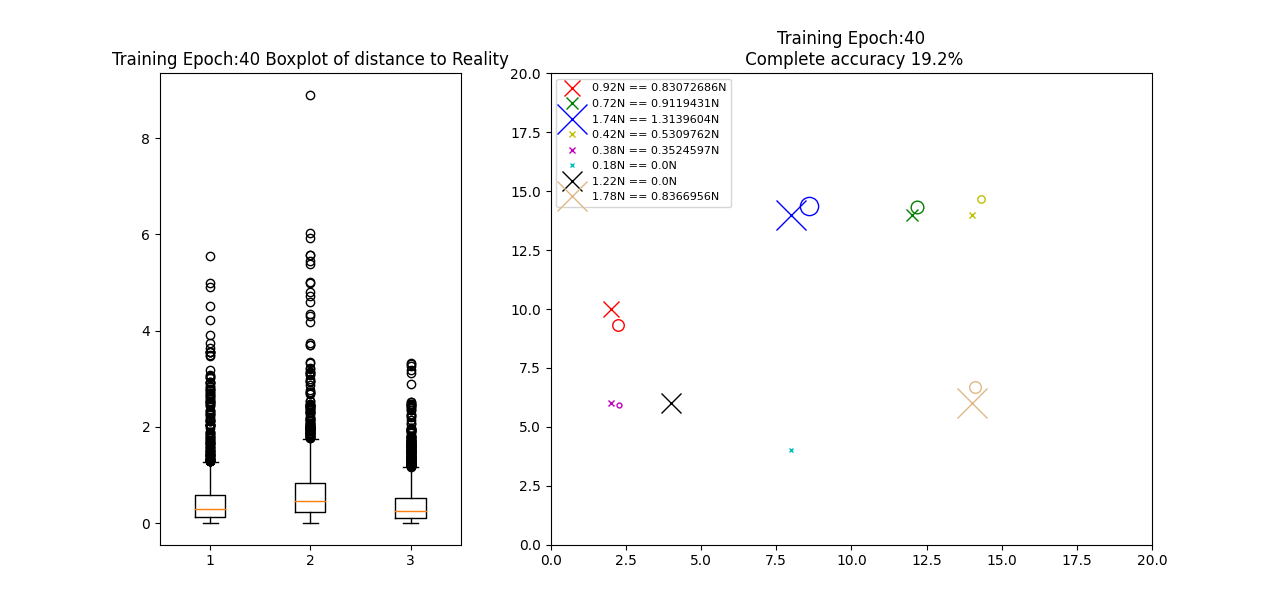 Training Epoch:40 Boxplot of distance to Reality
8
6
4
2
0
1 2 3
Training Epoch:40
Complete accuracy 19.2%
20.0
17.5
15.0
12.5
10.0
7.5
5.0
2.5
0.0
0.92N == 0.83072686N
0.72N == 0.9119431N
1.74N == 1.3139604N
0.42N == 0.5309762N
0.38N == 0.3524597N
0.18N == 0.0N
1.22N == 0.0N
1.78N == 0.8366956N
0.0 2.5 5.0 7.5 10.0 12.5 15.0 17.5 20.0